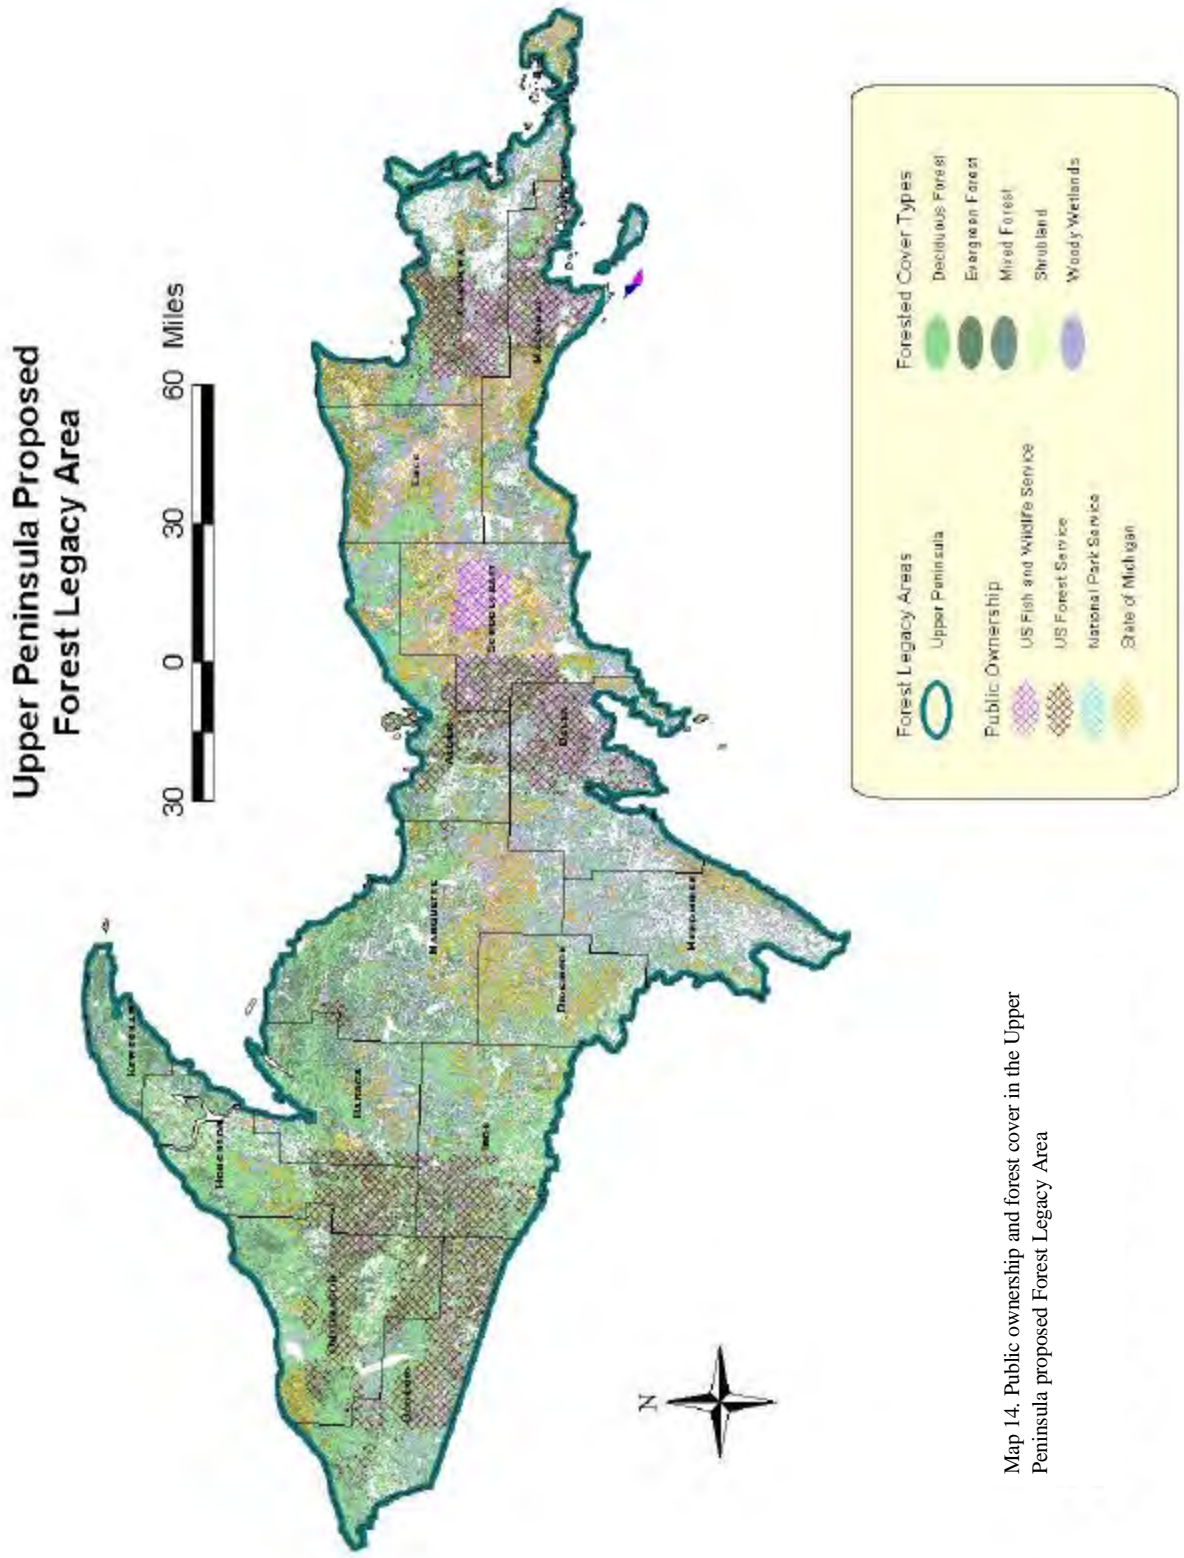 Upper Peninsula Proposed
Forest Legacy Area
30 0 30 60 Miles
KEWEENAW
HOUGHTON
ONTONAGON
GOGEBIC
BARAGA
IRON
MARQUETTE
DICKINSON
MENOMINEE
ALGER
DELTA
SCHOOLCRAFT
LUCE
CHIPPEWA
MACKINAC
N
Forest Legacy Areas
Upper Peninsula
Public Ownership
US Fish and Wildlife Service
US Forest Service
National Park Service
State of Michigan
Forested Cover Types
Deciduous Forest
Evergreen Forest
Mixed Forest
Shrubland
Woody Wetlands
Map 14. Public ownership and forest cover in the Upper
Peninsula proposed Forest Legacy Area